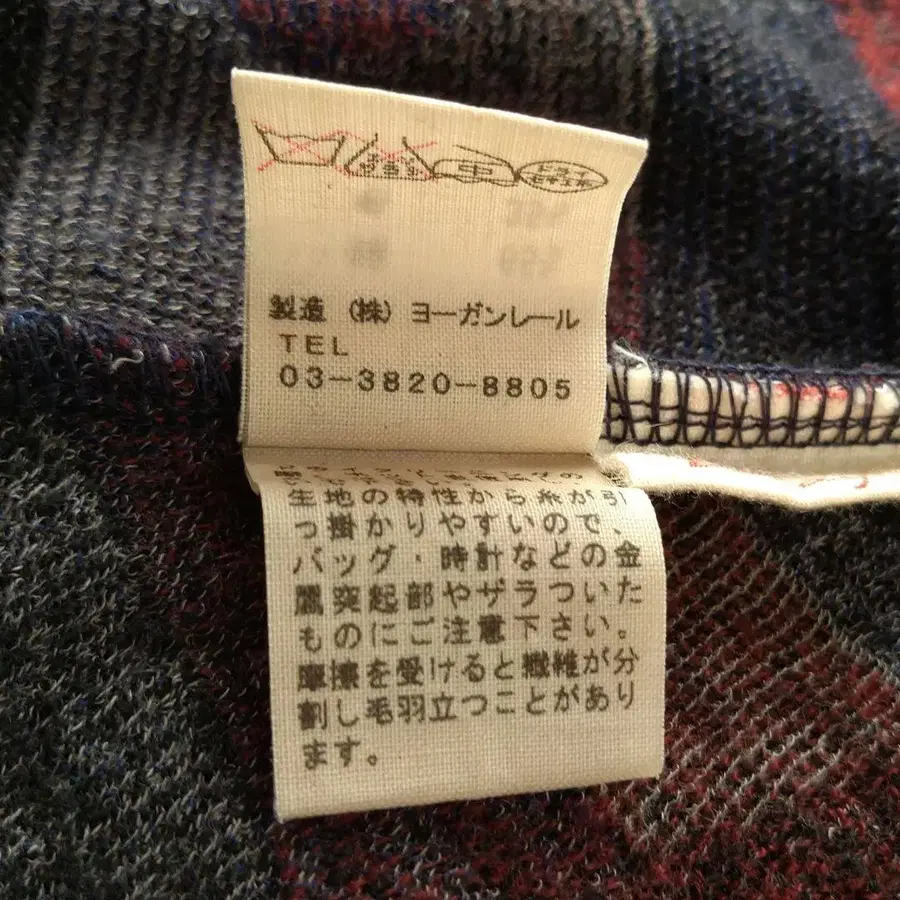 中
ドライ
製造 (株) ヨーガンレール
TEL
03-3820-8805
生地の特性から糸が引
っ掛かりやすいので、
バッグ・時計などの金
属突起部やザラついた
ものにご注意下さい。
摩擦を受けると繊維が分
割し毛羽立つことがあり
ます。